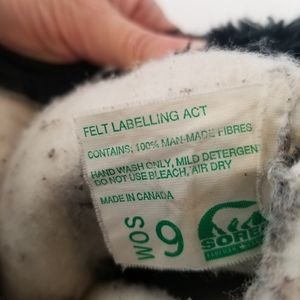 FELT LABELLING ACT
CONTAINS, 100% MAN-MADE FIBRES
HAND WASH ONLY, MILD DETERGEN
DO NOT USE BLEACH, AIR DRY
MADE IN CANADA
WOS 9
SORE